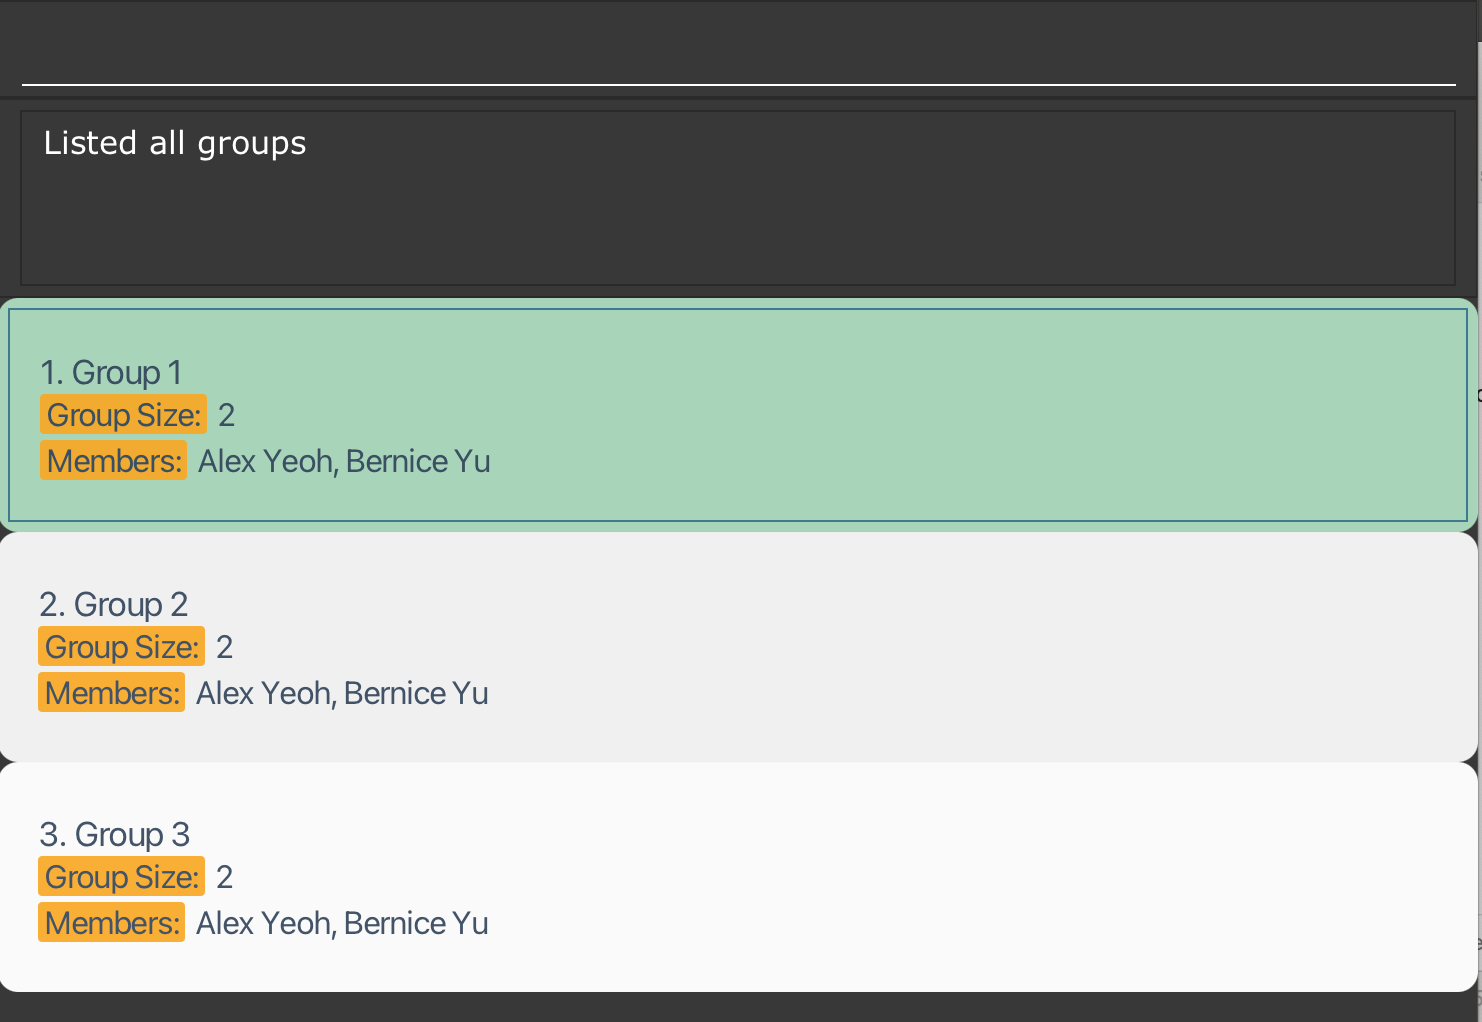 Listed all groups
1. Group 1
Group Size: 2
Members: Alex Yeoh, Bernice Yu
2. Group 2
Group Size: 2
Members: Alex Yeoh, Bernice Yu
3. Group 3
Group Size: 2
Members: Alex Yeoh, Bernice Yu